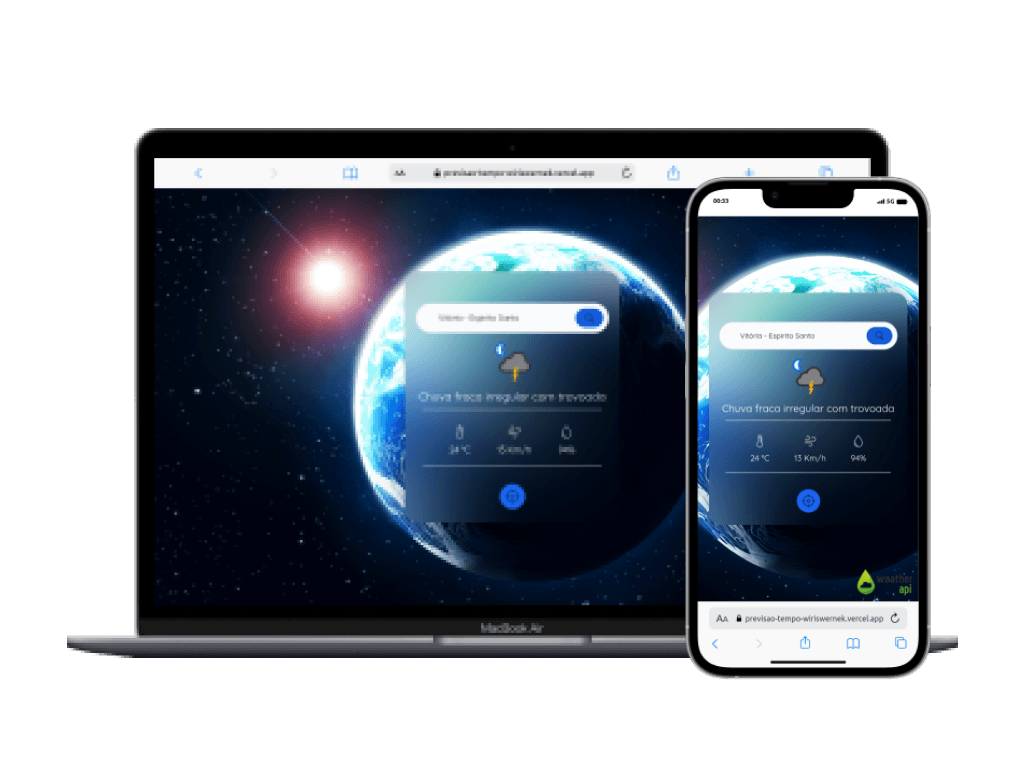 AA previsao-tempo-wiriswernek.vercel.app
Vitória - Espirito Santo
Chuva fraca irregular com trovoada
24 °C 13 Km/h 94%
MacBook Air
00:33 5G
Vitória - Espirito Santo
Chuva fraca irregular com trovoada
24 °C 13 Km/h 94%
weather
api
AA previsao-tempo-wiriswernek.vercel.app